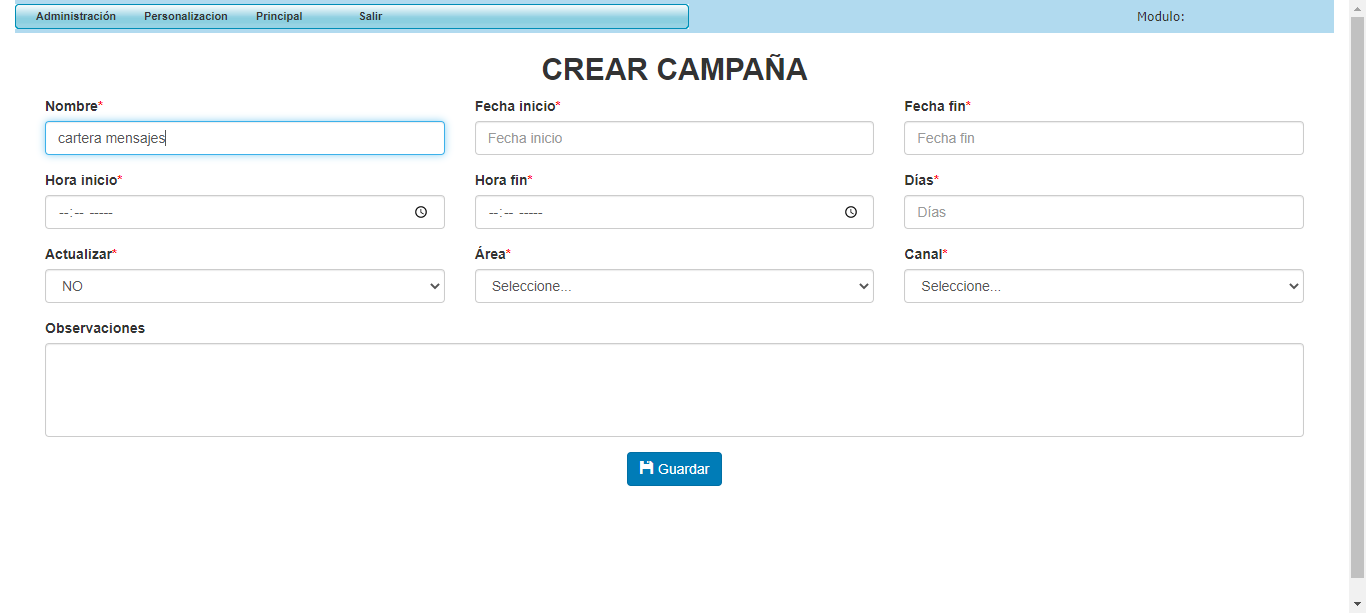 Administración Personalizacion Principal Salir Modulo:
CREAR CAMPAÑA
Nombre* Fecha inicio* Fecha fin*
cartera mensajes Fecha inicio Fecha fin
Hora inicio* Hora fin* Días*
--:-- ----- --:-- ----- Días
Actualizar* Área* Canal*
NO Seleccione... Seleccione...
Observaciones
Guardar